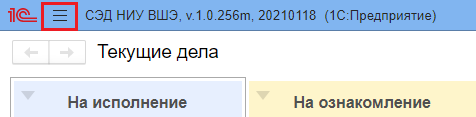 1С СЭД НИУ ВШЭ, v.1.0.256m, 20210118 (1С:Предприятие)
Текущие дела
На исполнение На ознакомление